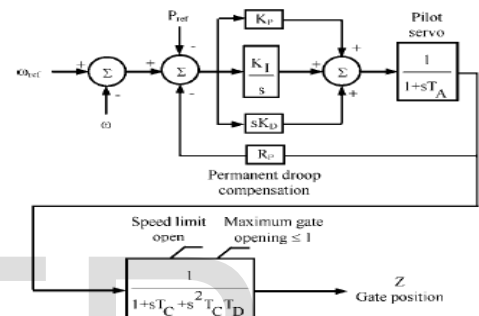 P_ref
K_P
Pilot
servo
ω_ref
+
Σ
+
-
Σ
-
-
K_I
s
+
+
+
Σ
1
1+sT_A
ω
sK_D
R_P
Permanent droop
compensation
Speed limit
open
Maximum gate
opening ≤ 1
1
1+sT_C+s²T_CT_D
Z
Gate position